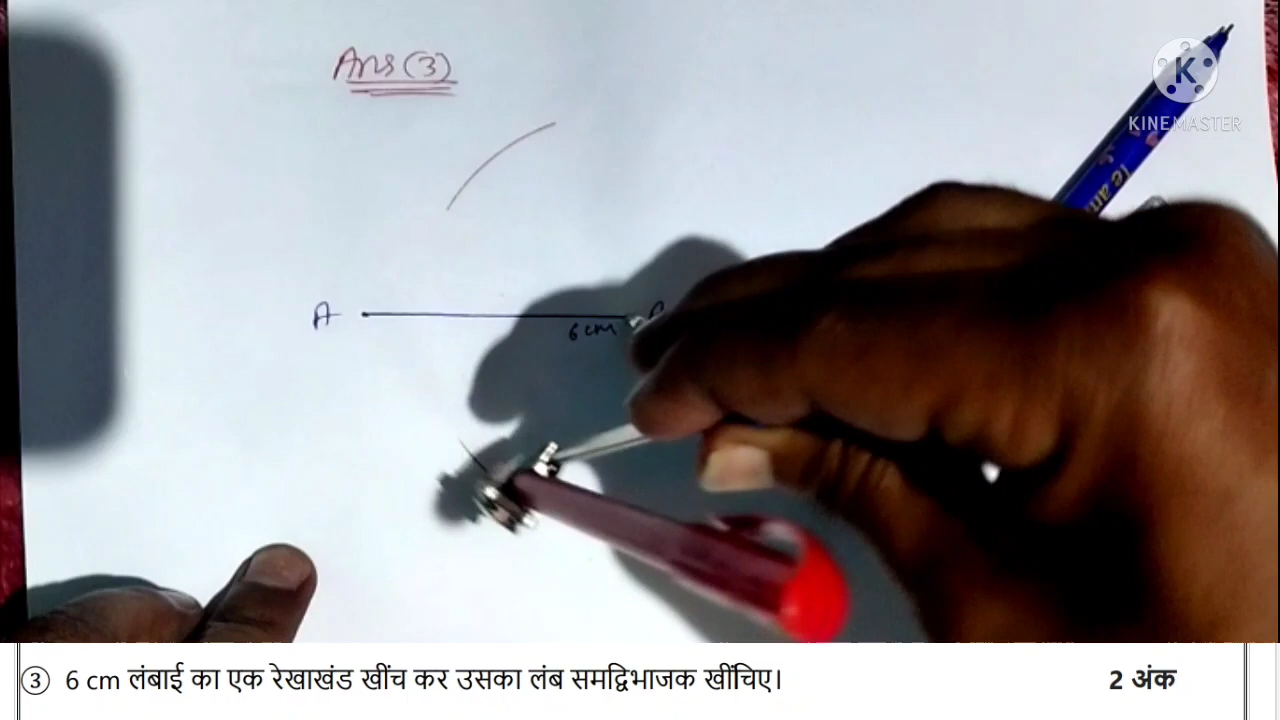 Ans (3)
K
KINEMASTER
A
6 cm
③ 6 cm लंबाई का एक रेखाखंड खींच कर उसका लंब समद्विभाजक खींचिए। 2 अंक